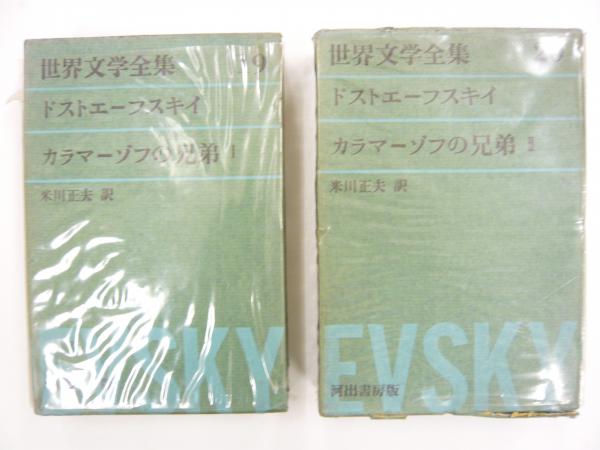 世界文学全集 19
ドストエーフスキイ
カラマーゾフの兄弟 I
米川正夫 訳
EVSKY
世界文学全集 20
ドストエーフスキイ
カラマーゾフの兄弟 II
米川正夫 訳
EVSKY
河出書房版